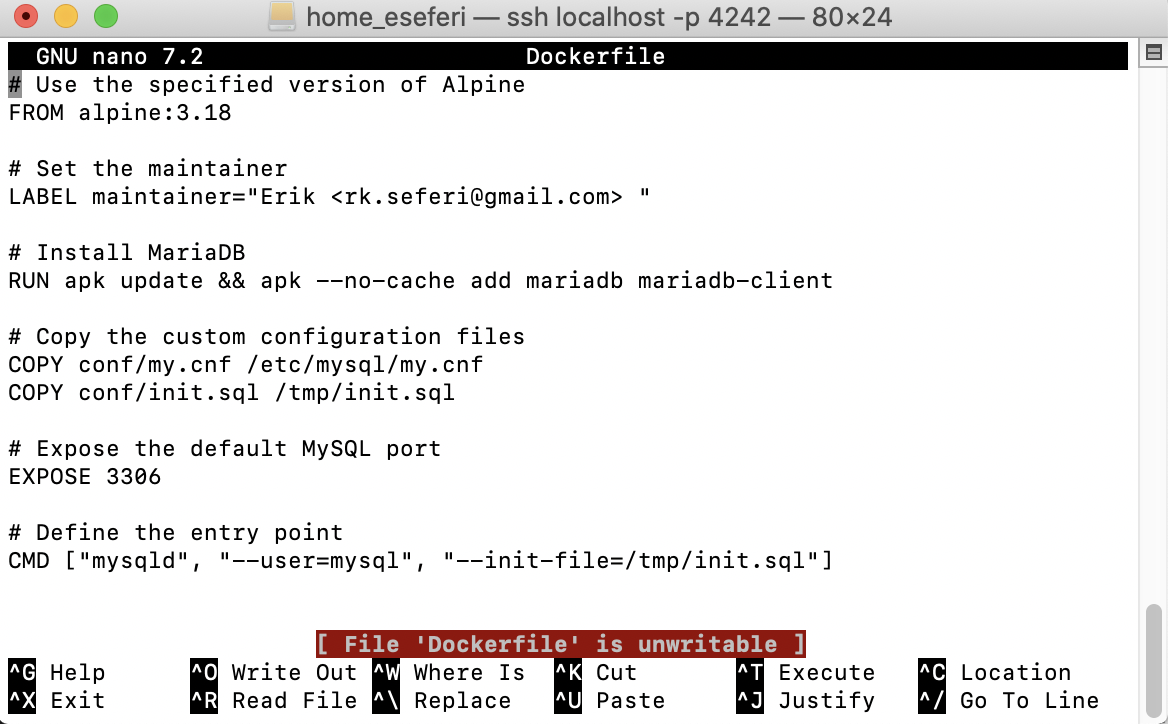 home_eseferi — ssh localhost -p 4242 — 80×24
GNU nano 7.2 Dockerfile
# Use the specified version of Alpine
FROM alpine:3.18
# Set the maintainer
LABEL maintainer="Erik <rk.seferi@gmail.com> "
# Install MariaDB
RUN apk update && apk --no-cache add mariadb mariadb-client
# Copy the custom configuration files
COPY conf/my.cnf /etc/mysql/my.cnf
COPY conf/init.sql /tmp/init.sql
# Expose the default MySQL port
EXPOSE 3306
# Define the entry point
CMD ["mysqld", "--user=mysql", "--init-file=/tmp/init.sql"]
[ File 'Dockerfile' is unwritable ]
^G Help ^O Write Out ^W Where Is ^K Cut ^T Execute ^C Location
^X Exit ^R Read File ^\ Replace ^U Paste ^J Justify ^/ Go To Line